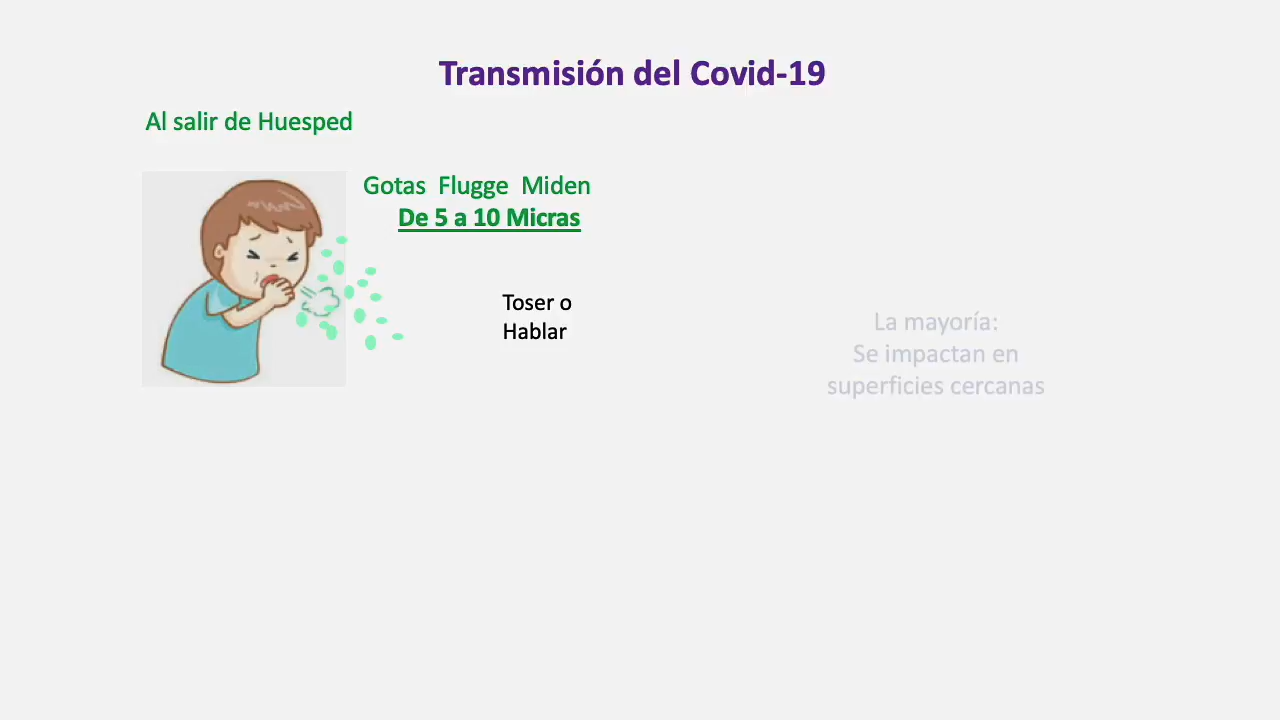 Transmisión del Covid-19
Al salir de Huesped
Gotas Flugge Miden
De 5 a 10 Micras
Toser o
Hablar
La mayoría:
Se impactan en
superficies cercanas